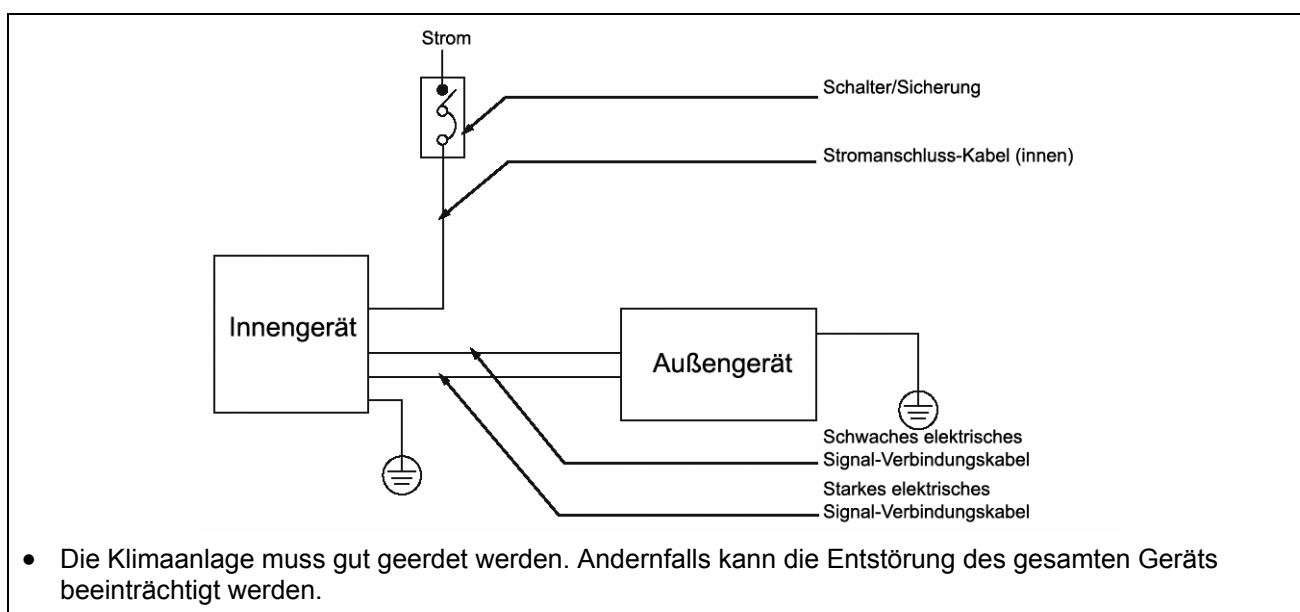 Strom
Schalter/Sicherung
Stromanschluss-Kabel (innen)
Innengerät
Außengerät
Schwaches elektrisches
Signal-Verbindungskabel
Starkes elektrisches
Signal-Verbindungskabel
• Die Klimaanlage muss gut geerdet werden. Andernfalls kann die Entstörung des gesamten Geräts
beeinträchtigt werden.